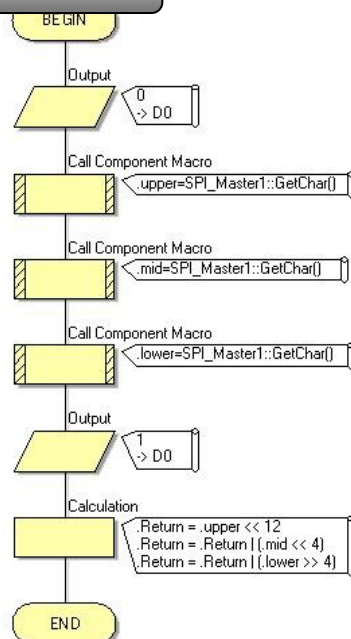 BEGIN
Output
0
-> D0
Call Component Macro
.upper=SPI_Master1::GetChar()
Call Component Macro
.mid=SPI_Master1::GetChar()
Call Component Macro
.lower=SPI_Master1::GetChar()
Output
1
-> D0
Calculation
.Return = .upper << 12
.Return = .Return | (.mid << 4)
.Return = .Return | (.lower >> 4)
END